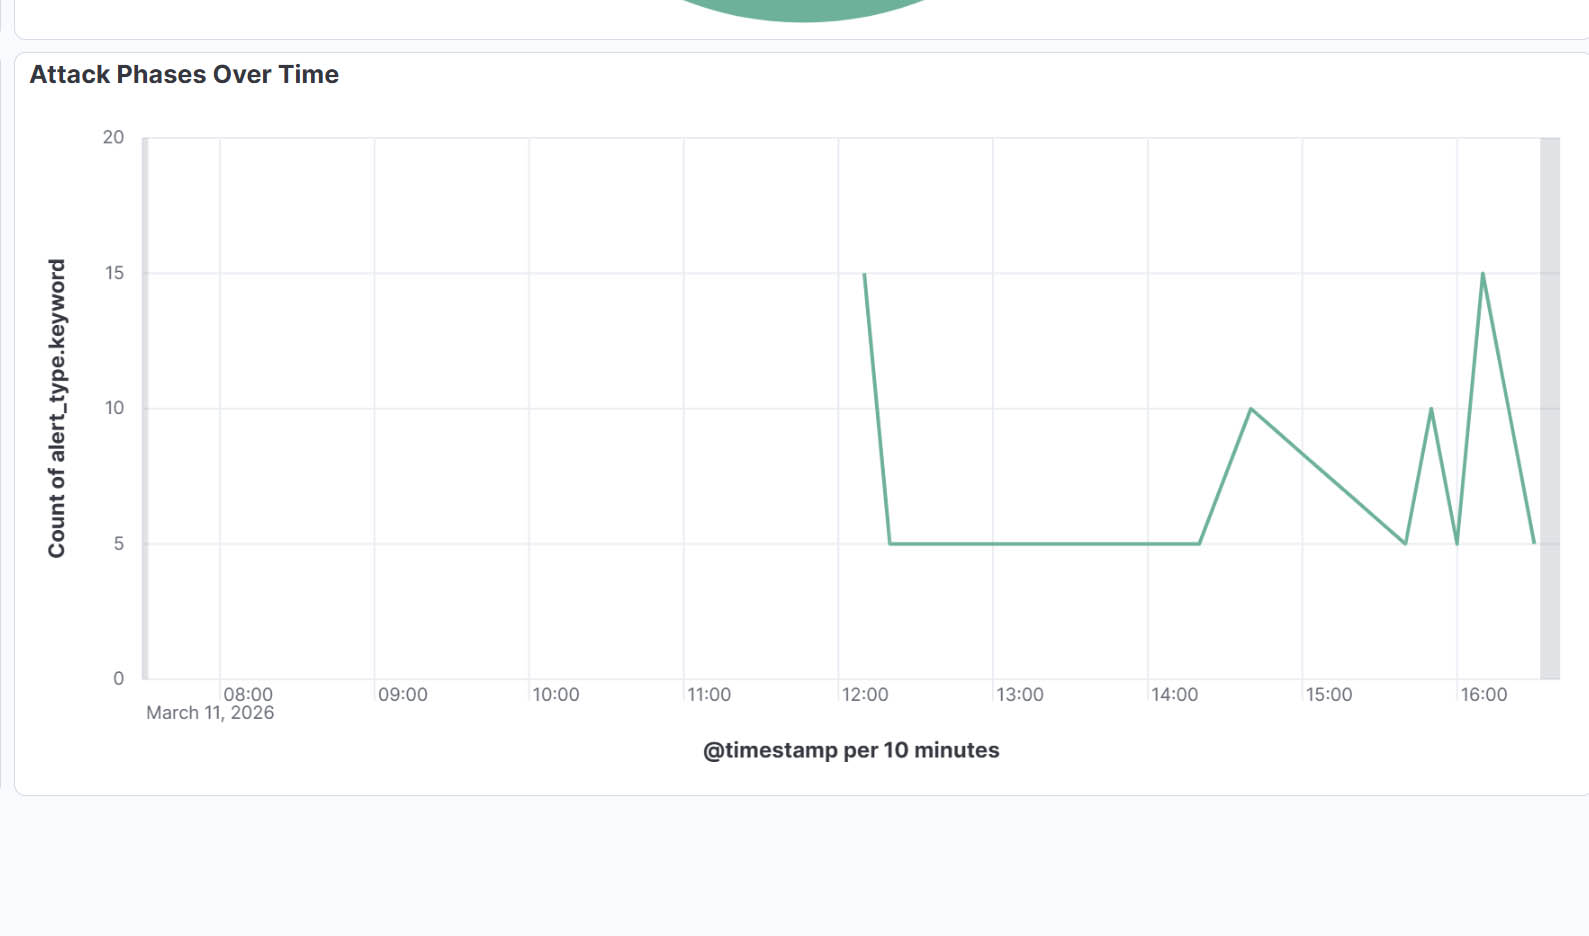 Attack Phases Over Time
20
15
10
5
0
Count of alert_type.keyword
08:00 09:00 10:00 11:00 12:00 13:00 14:00 15:00 16:00
March 11, 2026
@timestamp per 10 minutes